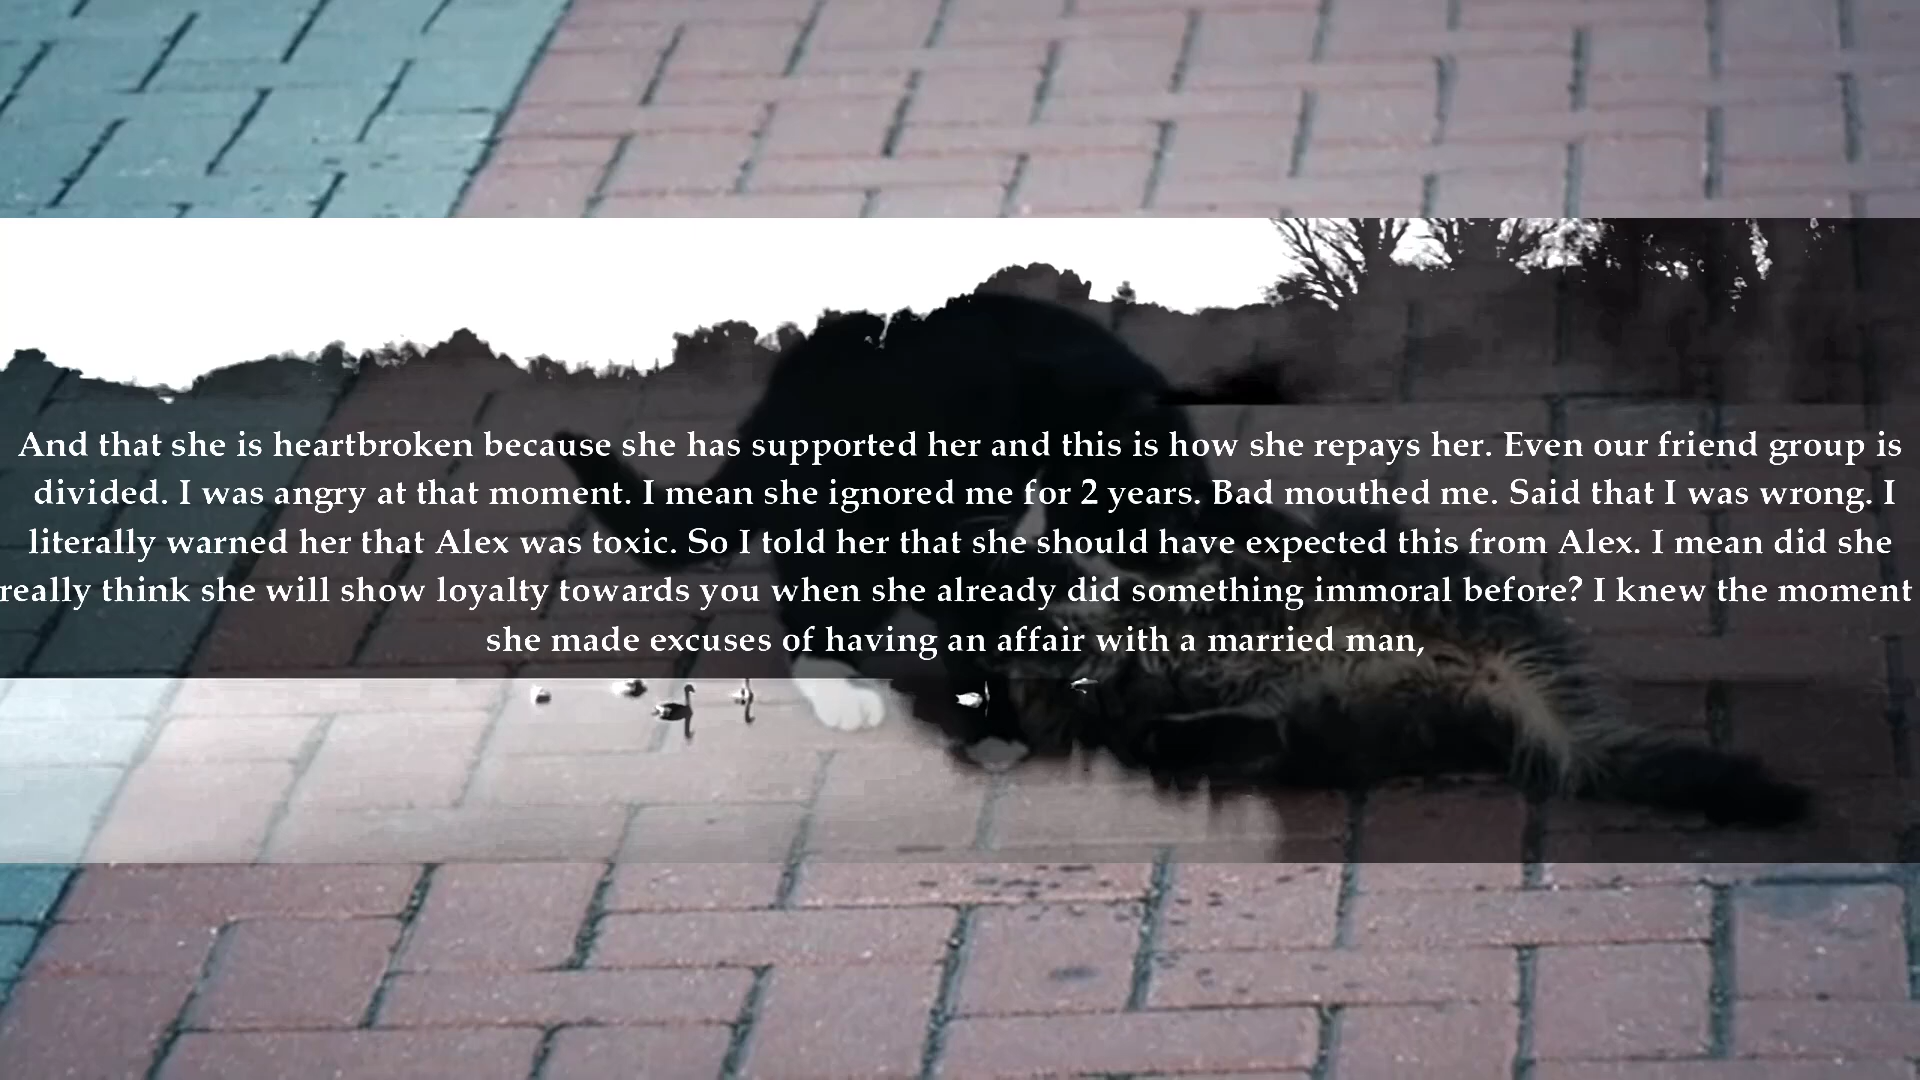 And that she is heartbroken because she has supported her and this is how she repays her. Even our friend group is
divided. I was angry at that moment. I mean she ignored me for 2 years. Bad mouthed me. Said that I was wrong. I
literally warned her that Alex was toxic. So I told her that she should have expected this from Alex. I mean did she
really think she will show loyalty towards you when she already did something immoral before? I knew the moment
she made excuses of having an affair with a married man,